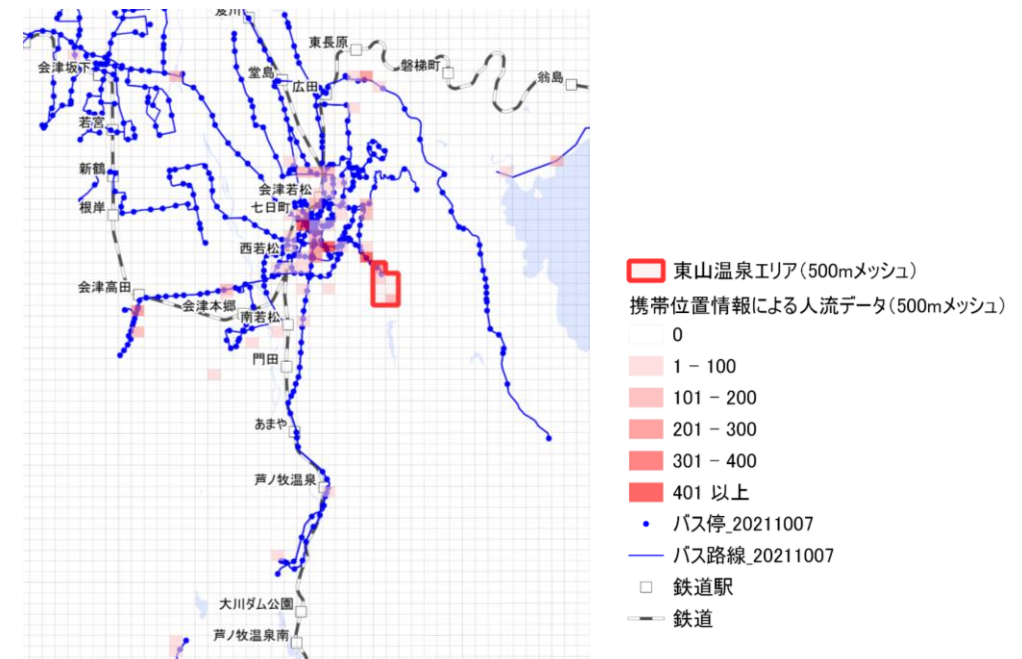 笈川
東長原
磐梯町
翁島
会津坂下
堂島
広田
若宮
新鶴
会津若松
七日町
根岸
西若松
会津高田
会津本郷
南若松
門田
あまや
芦ノ牧温泉
大川ダム公園
芦ノ牧温泉南
東山温泉エリア(500mメッシュ)
携帯位置情報による人流データ(500mメッシュ)
0
1 - 100
101 - 200
201 - 300
301 - 400
401 以上
バス停_20211007
バス路線_20211007
鉄道駅
鉄道